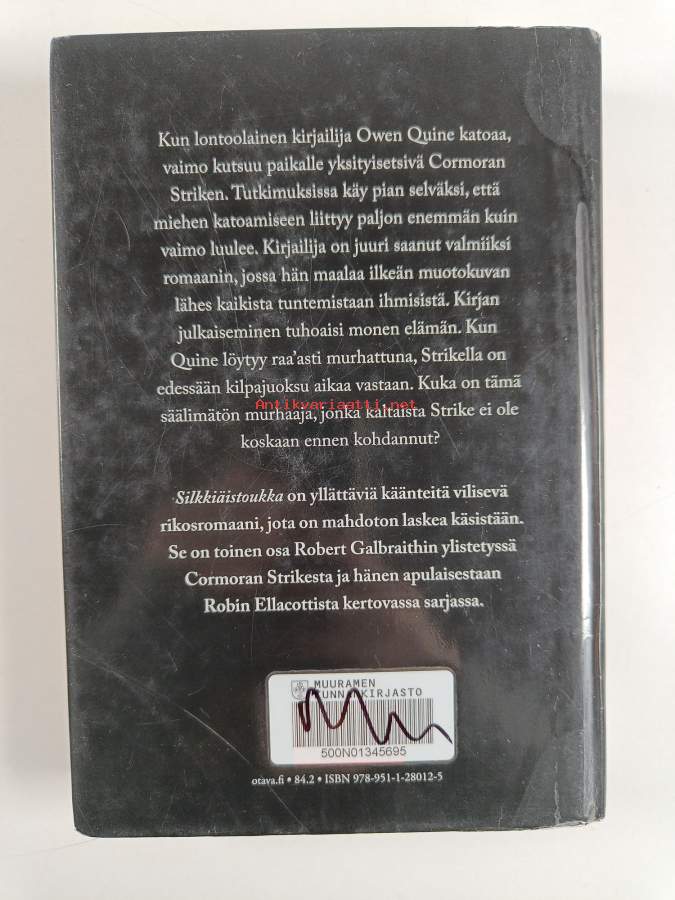 Kun lontoolainen kirjailija Owen Quine katoaa,
vaimo kutsuu paikalle yksityisetsivä Cormoran
Striken. Tutkimuksissa käy pian selväksi, että
miehen katoamiseen liittyy paljon enemmän kuin
vaimo luulee. Kirjailija on juuri saanut valmiiksi
romaanin, jossa hän maalaa ilkeän muotokuvan
lähes kaikista tuntemistaan ihmisistä. Kirjan
julkaiseminen tuhoaisi monen elämän. Kun
Quine löytyy raa'asti murhattuna, Strikella on
edessään kilpajuoksu aikaa vastaan. Kuka on tämä
Antikvariaatti.net
säälimätön murhaaja, jonka kaltaista Strike ei ole
koskaan ennen kohdannut?
Silkkiäistoukka on yllättäviä käänteitä vilisevä
rikosromaani, jota on mahdoton laskea käsistään.
Se on toinen osa Robert Galbraithin ylistetyssä
Cormoran Strikesta ja hänen apulaisestaan
Robin Ellacottista kertovassa sarjassa.
MUURAMEN
KUNNANKIRJASTO
500N01345695
otava.fi • 84.2 • ISBN 978-951-1-28012-5